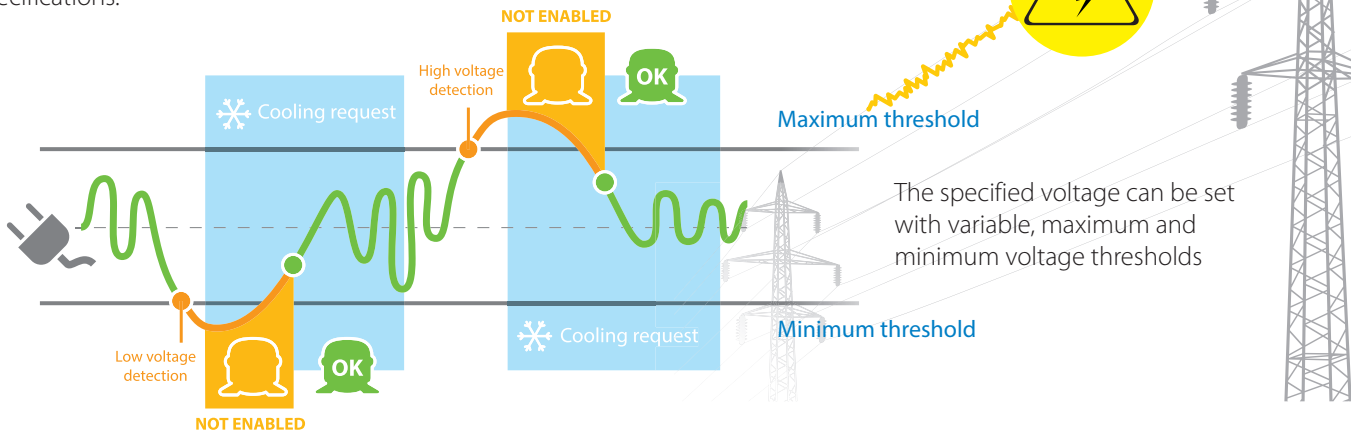 NOT ENABLED
High voltage
detection
OK
Cooling request
Maximum threshold
The specified voltage can be set
with variable, maximum and
minimum voltage thresholds
Cooling request
Minimum threshold
Low voltage
detection
OK
NOT ENABLED